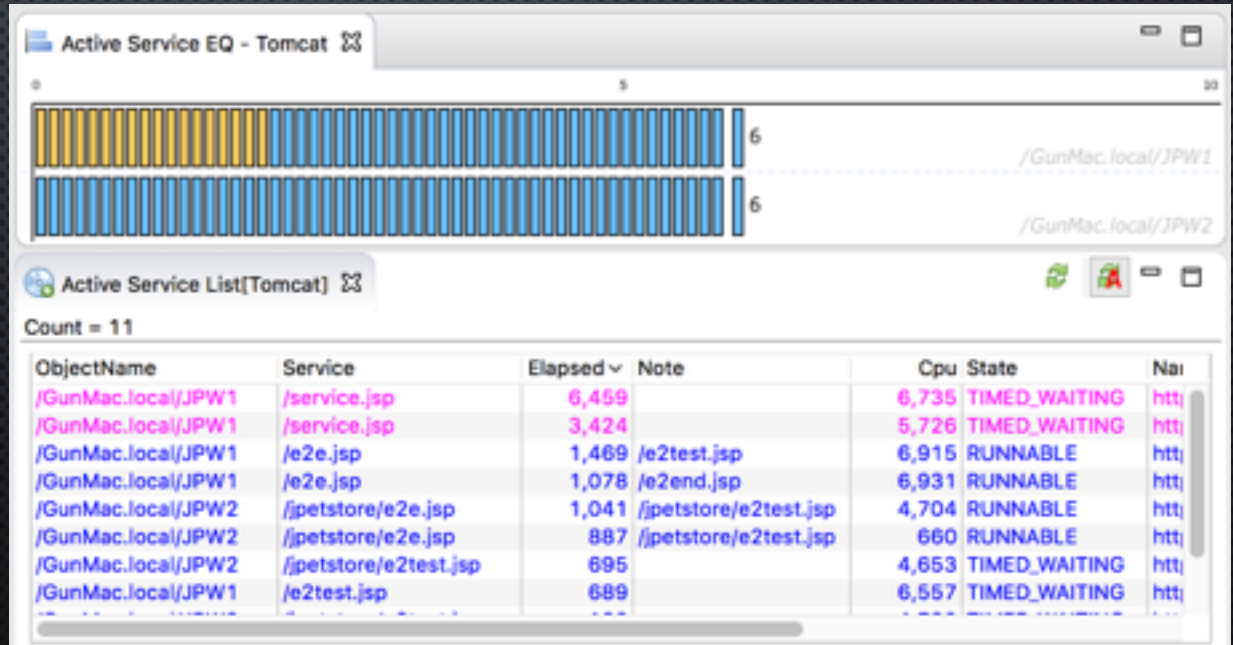 Active Service EQ - Tomcat
0 5 10
6
/GunMac.local/JPW1
6
/GunMac.local/JPW2
Active Service List[Tomcat]
Count = 11
ObjectName Service Elapsed Note Cpu State
/GunMac.local/JPW1 /service.jsp 6,459 6,735 TIMED_WAITING
/GunMac.local/JPW1 /service.jsp 3,424 5,726 TIMED_WAITING
/GunMac.local/JPW1 /e2e.jsp 1,469 /e2test.jsp 6,915 RUNNABLE
/GunMac.local/JPW1 /e2e.jsp 1,078 /e2end.jsp 6,931 RUNNABLE
/GunMac.local/JPW2 /jpetstore/e2e.jsp 1,041 /jpetstore/e2test.jsp 4,704 RUNNABLE
/GunMac.local/JPW2 /jpetstore/e2e.jsp 887 /jpetstore/e2test.jsp 660 RUNNABLE
/GunMac.local/JPW2 /jpetstore/e2test.jsp 695 4,653 TIMED_WAITING
/GunMac.local/JPW1 /e2test.jsp 689 6,557 TIMED_WAITING